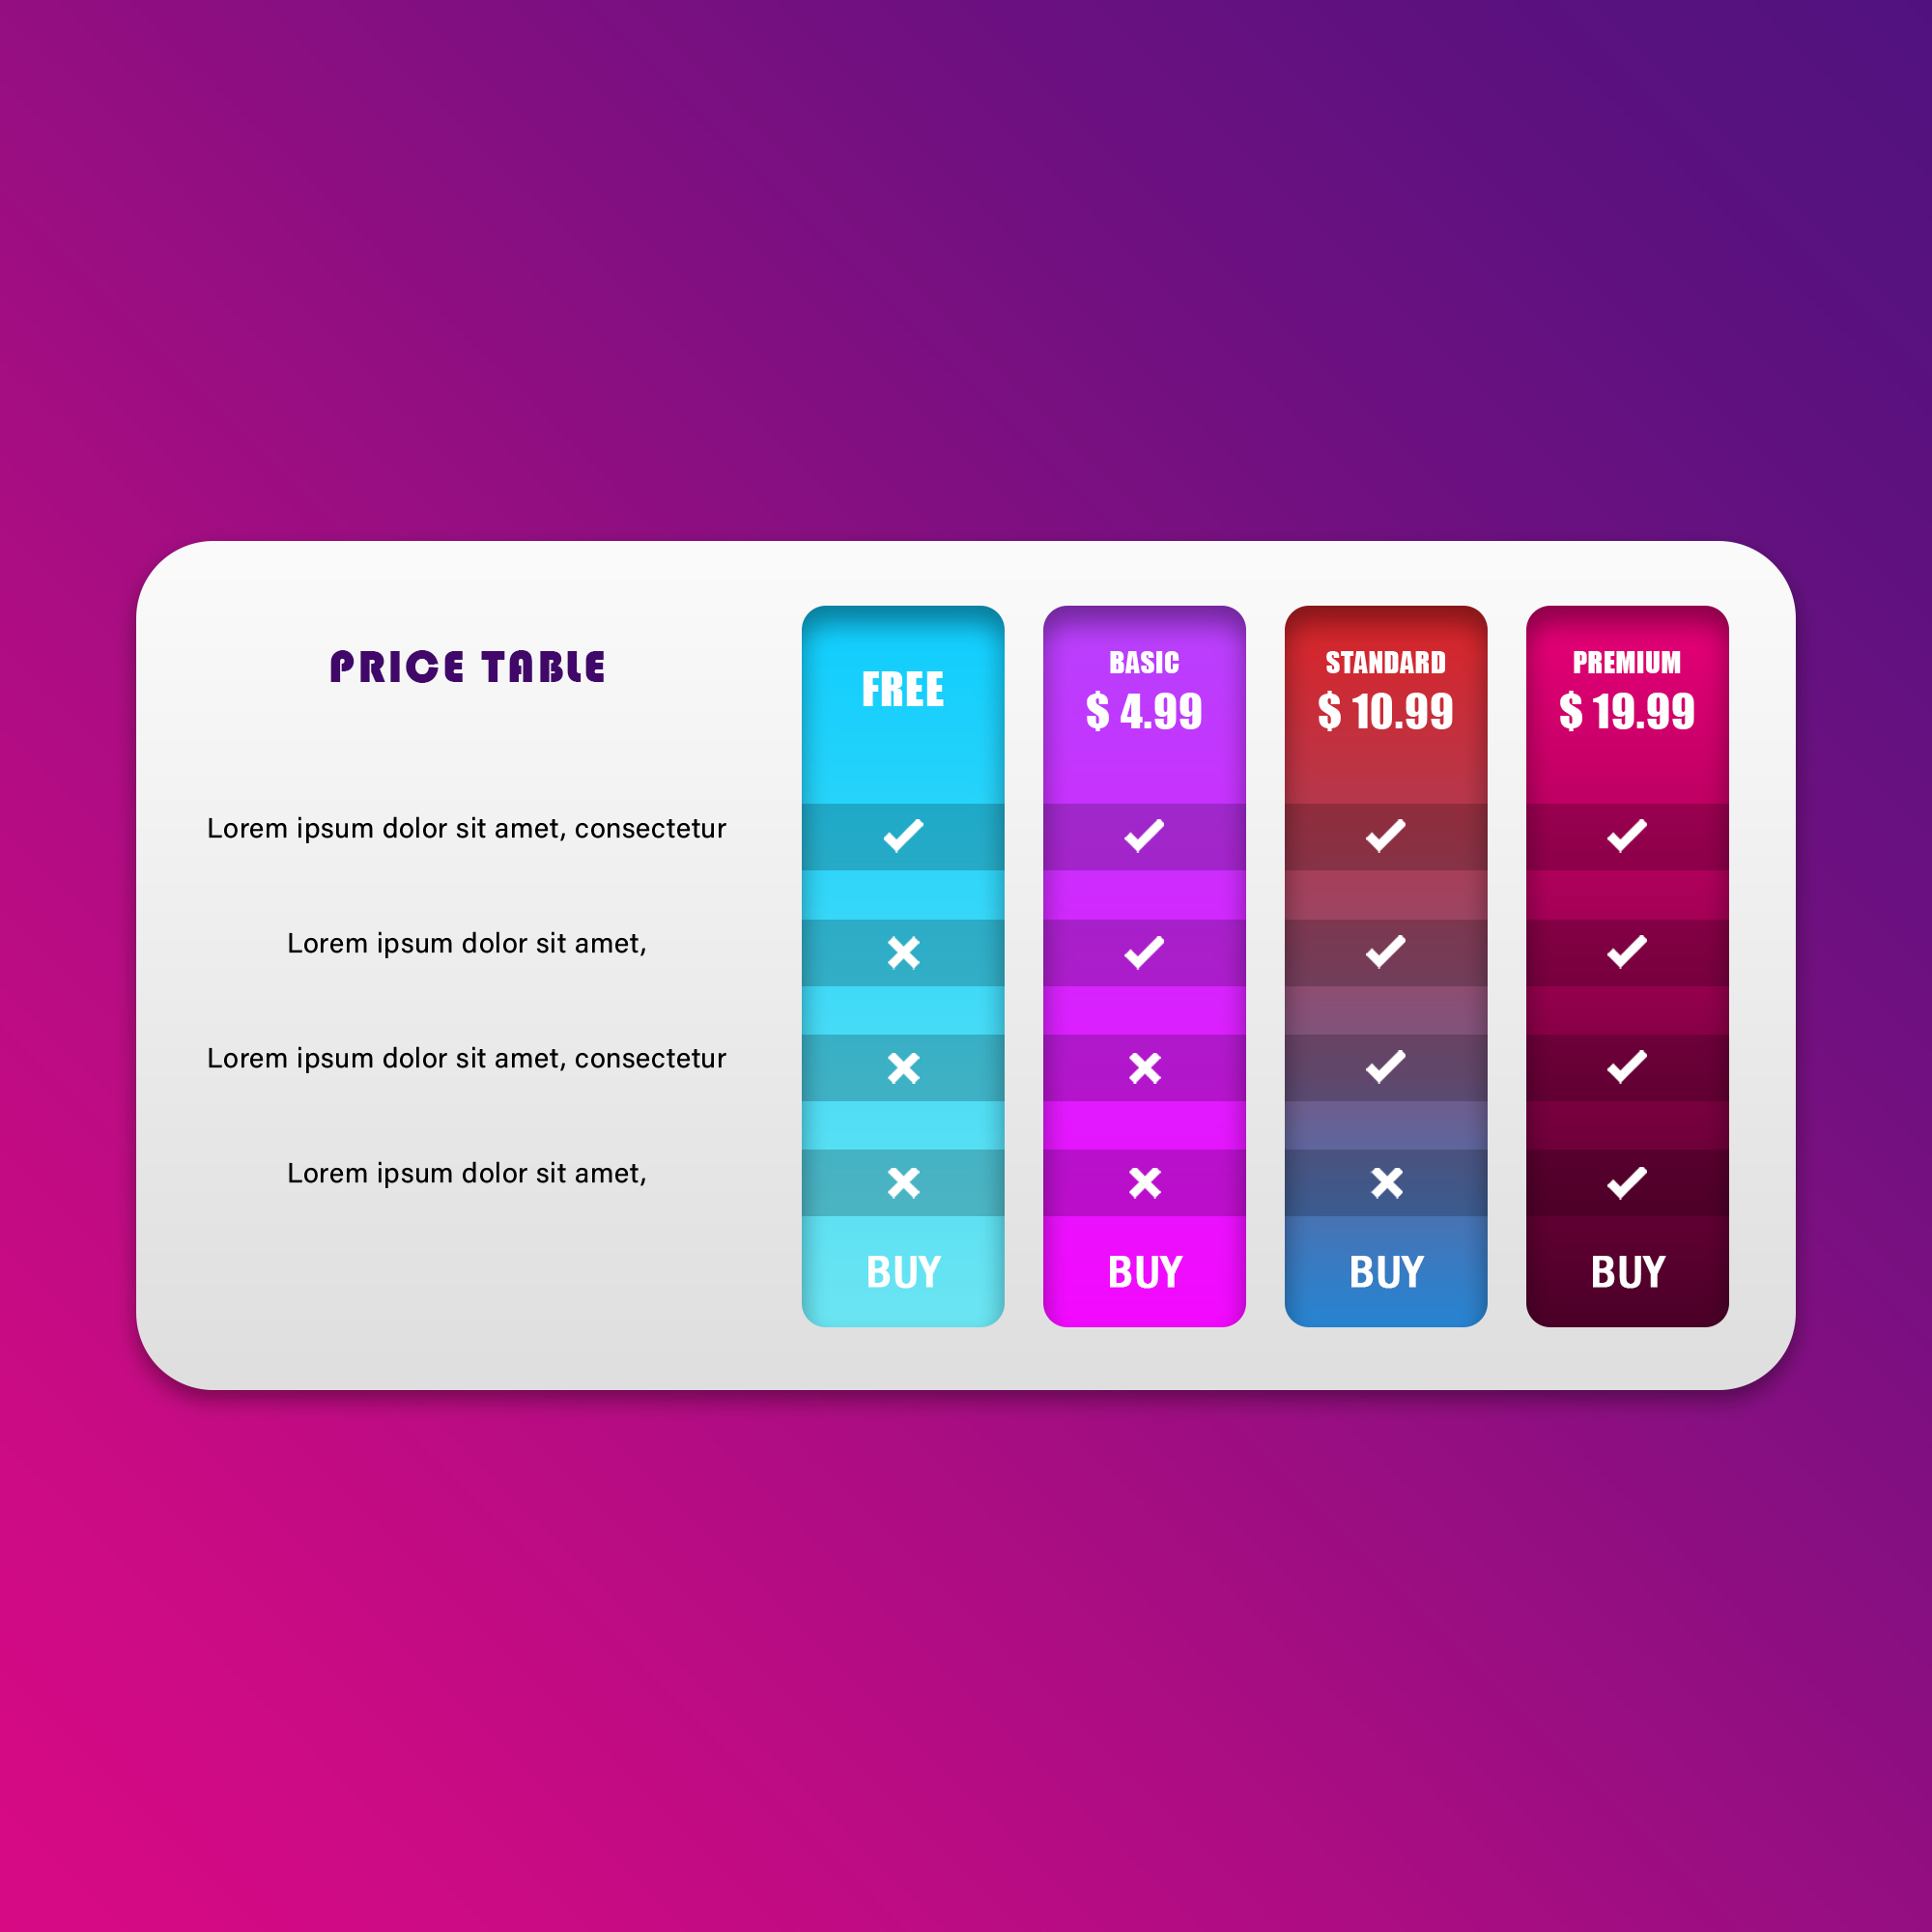 PRICE TABLE
FREE
BASIC
$ 4.99
STANDARD
$ 10.99
PREMIUM
$ 19.99
Lorem ipsum dolor sit amet, consectetur
Lorem ipsum dolor sit amet,
Lorem ipsum dolor sit amet, consectetur
Lorem ipsum dolor sit amet,
BUY
BUY
BUY
BUY